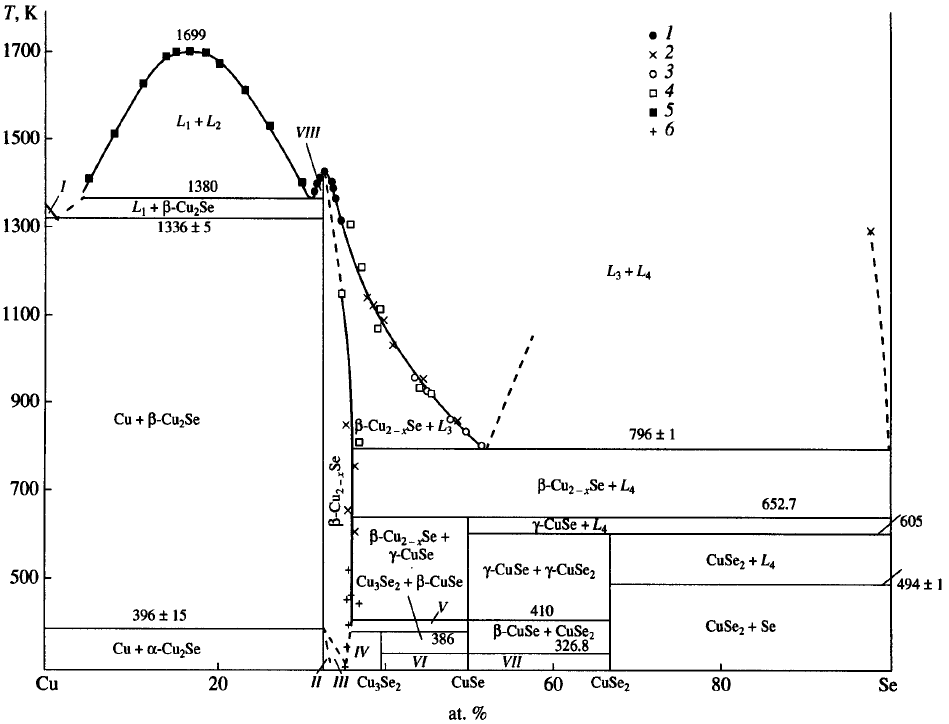 T, K
1700
1500
1300
1100
900
700
500
1699
L₁ + L₂
VIII
I
1380
L₁ + β-Cu₂Se
1336 ± 5
1
2
3
4
5
6
L₃ + L₄
Cu + β-Cu₂Se
β-Cu₂₋ₓSe + L₃
796 ± 1
β-Cu₂₋ₓSe
β-Cu₂₋ₓSe + L₄
652.7
γ-CuSe + L₄
605
β-Cu₂₋ₓSe +
γ-CuSe
Cu₃Se₂ + β-CuSe
γ-CuSe + γ-CuSe₂
CuSe₂ + L₄
494 ± 1
V
410
396 ± 15
386
β-CuSe + CuSe₂
326.8
CuSe₂ + Se
Cu + α-Cu₂Se
IV
VI
VII
Cu
20
II
III
Cu₃Se₂
CuSe
60
CuSe₂
80
Se
at. %